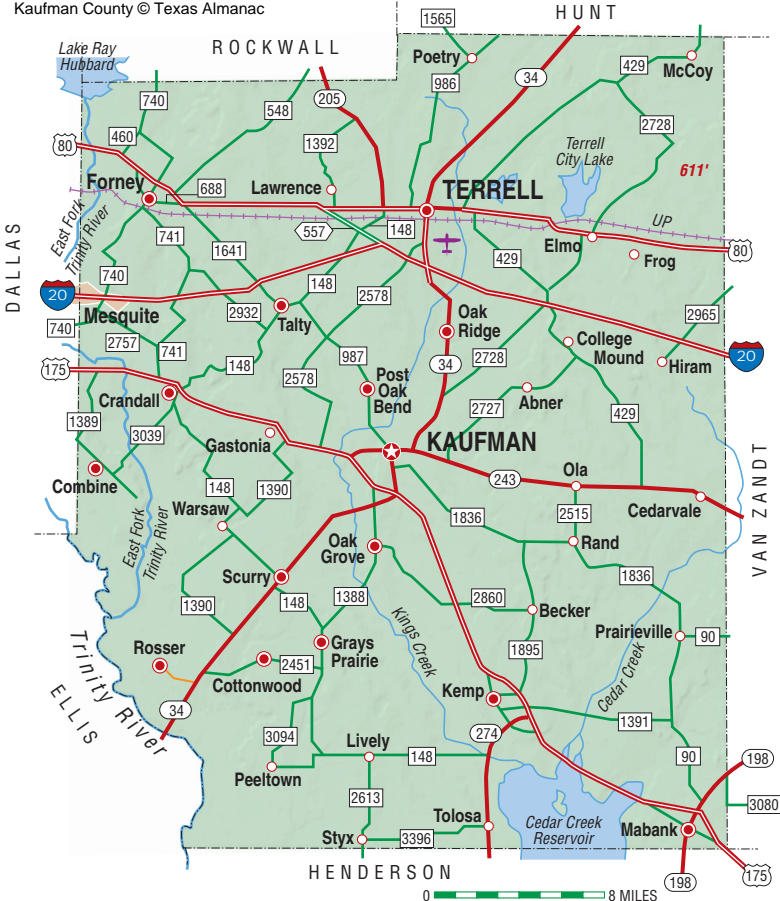 Kaufman County © Texas Almanac
HUNT
1565
ROCKWALL
Lake Ray
Hubbard
Poetry
McCoy
429
34
986
740
548
205
2728
460
1392
80
Terrell
City Lake
611'
Forney
688
Lawrence
TERRELL
UP
557
148
East Fork
Trinity River
741
1641
Elmo
Frog
80
429
DALLAS
740
148
2578
20
Mesquite
2932
Talty
Oak
Ridge
2965
740
2757
741
987
2728
College
Mound
Hiram
20
175
148
2578
34
Post
Oak
Bend
Crandall
2727
Abner
429
1389
3039
Gastonia
KAUFMAN
Combine
148
1390
243
Ola
Cedarvale
VAN ZANDT
Warsaw
1836
2515
East Fork
Trinity River
Oak
Grove
Rand
Scurry
1836
1390
148
1388
2860
Becker
Kings Creek
Trinity River
Rosser
Grays
Prairie
1895
Prairieville
90
2451
Cottonwood
Cedar Creek
ELLIS
34
Kemp
1391
3094
274
Lively
148
90
198
Peeltown
2613
3080
Tolosa
Cedar Creek
Reservoir
Mabank
Styx
3396
HENDERSON
198
175
0
8 MILES